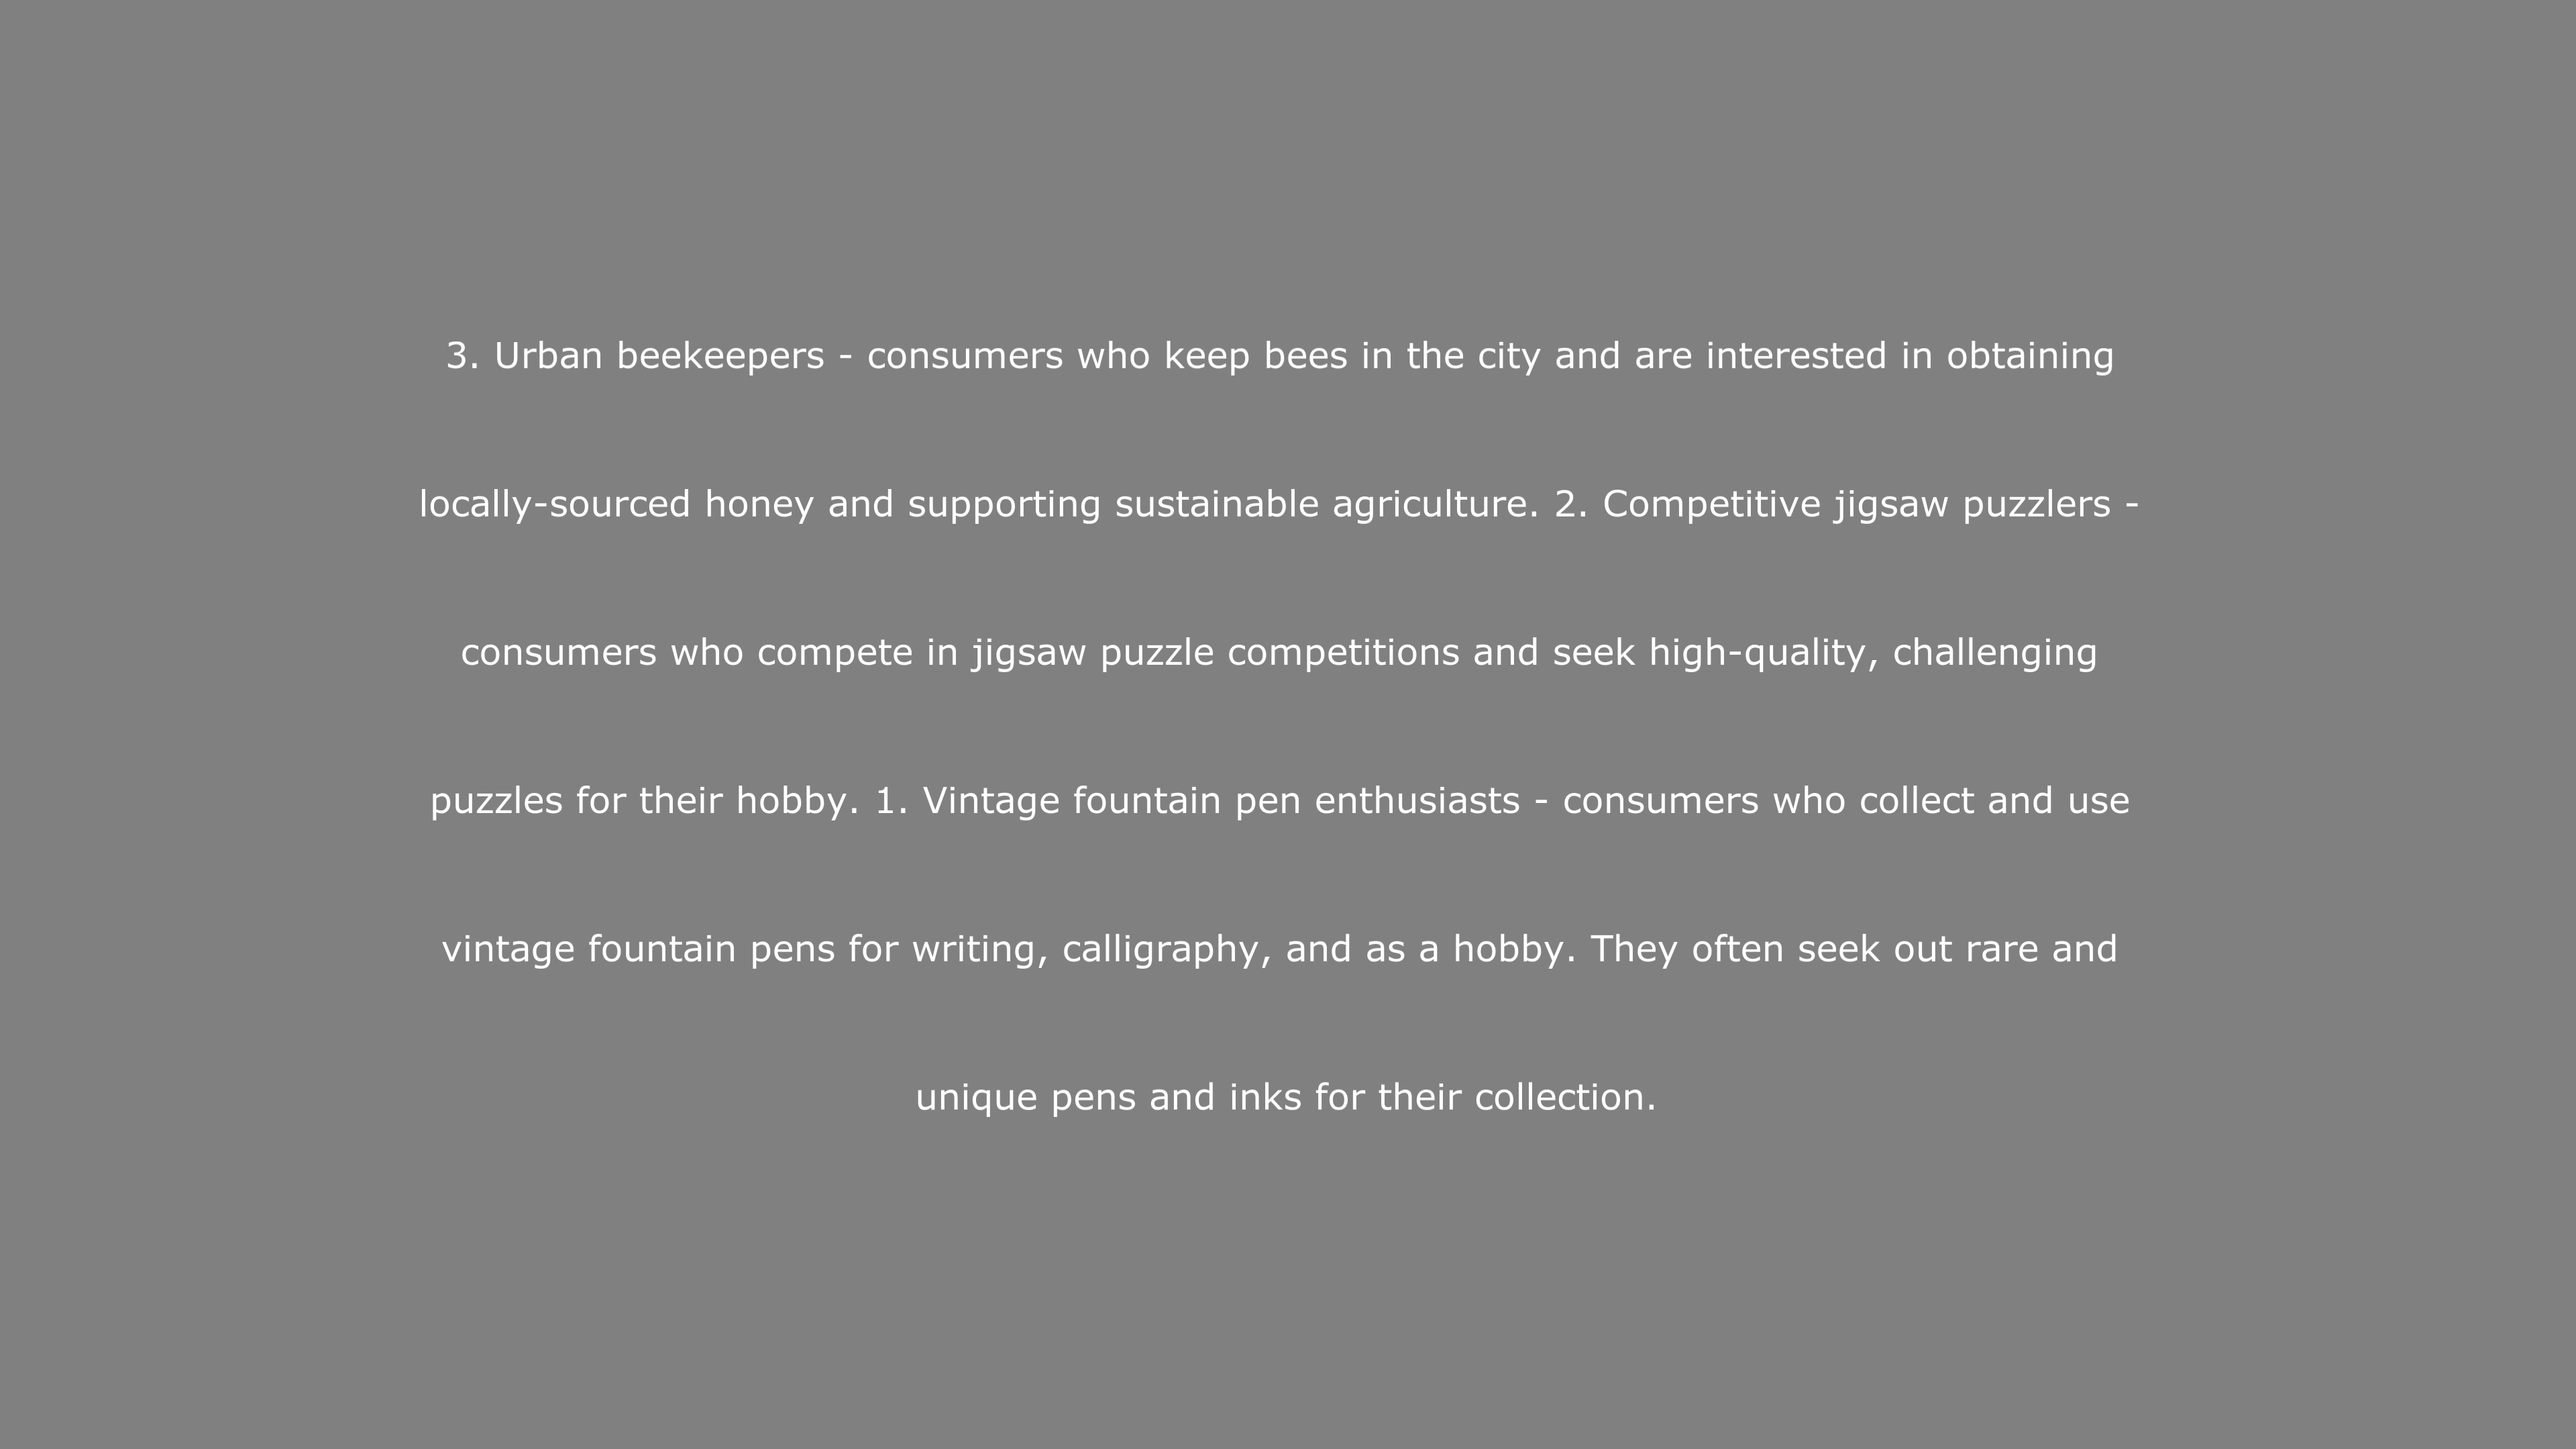 3. Urban beekeepers - consumers who keep bees in the city and are interested in obtaining
locally-sourced honey and supporting sustainable agriculture. 2. Competitive jigsaw puzzlers -
consumers who compete in jigsaw puzzle competitions and seek high-quality, challenging
puzzles for their hobby. 1. Vintage fountain pen enthusiasts - consumers who collect and use
vintage fountain pens for writing, calligraphy, and as a hobby. They often seek out rare and
unique pens and inks for their collection.